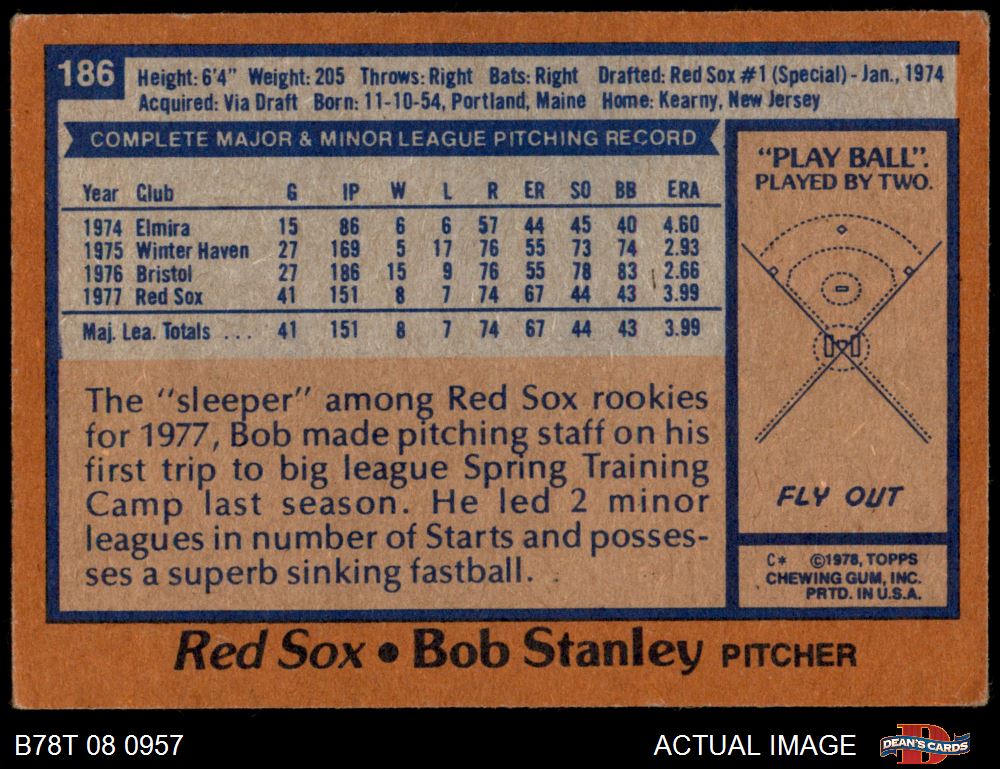 186
Height: 6'4" Weight: 205 Throws: Right Bats: Right Drafted: Red Sox #1 (Special) - Jan., 1974
Acquired: Via Draft Born: 11-10-54, Portland, Maine Home: Kearny, New Jersey
COMPLETE MAJOR & MINOR LEAGUE PITCHING RECORD
Year Club G IP W L R ER SO BB ERA
1974 Elmira 15 86 6 6 57 44 45 40 4.60
1975 Winter Haven 27 169 5 17 76 55 73 74 2.93
1976 Bristol 27 186 15 9 76 55 78 83 2.66
1977 Red Sox 41 151 8 7 74 67 44 43 3.99
Maj. Lea. Totals ... 41 151 8 7 74 67 44 43 3.99
The "sleeper" among Red Sox rookies
for 1977, Bob made pitching staff on his
first trip to big league Spring Training
Camp last season. He led 2 minor
leagues in number of Starts and posses-
ses a superb sinking fastball.
"PLAY BALL".
PLAYED BY TWO.
FLY OUT
C* ©1978, TOPPS
CHEWING GUM, INC.
PRTD. IN U.S.A.
Red Sox • Bob Stanley PITCHER
B78T 08 0957
ACTUAL IMAGE
DEAN'S CARDS